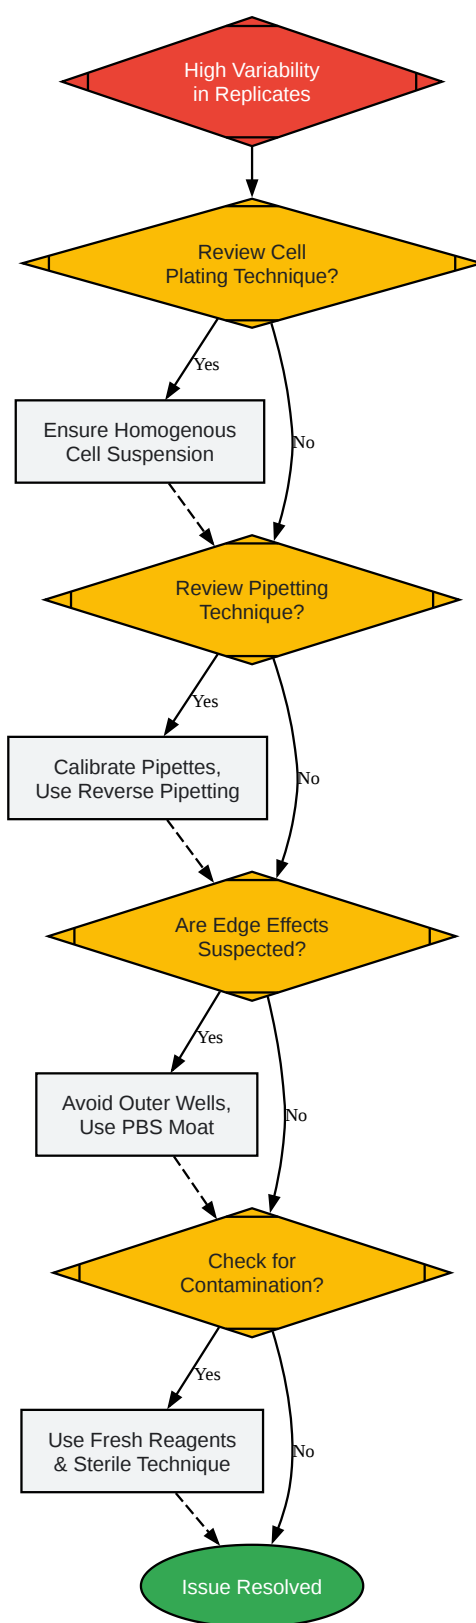 High Variability
in Replicates
Review Cell
Plating Technique?
Yes
Ensure Homogenous
Cell Suspension
No
Review Pipetting
Technique?
Yes
Calibrate Pipettes,
Use Reverse Pipetting
No
Are Edge Effects
Suspected?
Yes
Avoid Outer Wells,
Use PBS Moat
No
Check for
Contamination?
Yes
Use Fresh Reagents
& Sterile Technique
No
Issue Resolved